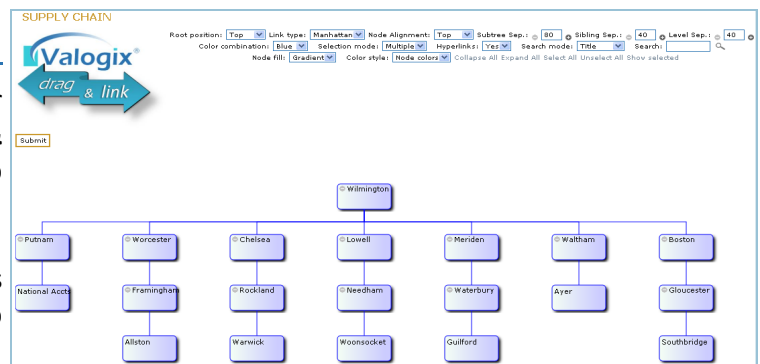 SUPPLY CHAIN
Root position: Top Link type: Manhattan Node Alignment: Top Subtree Sep.: 80 Sibling Sep.: 40 Level Sep.: 40
Color combination: Blue Selection mode: Multiple Hyperlinks: Yes Search mode: Title Search:
Node fill: Gradient Color style: Node colors Collapse All Expand All Select All Unselect All Show selected
Valogix®
drag & link
Submit
Wilmington
Putnam Worcester Chelsea Lowell Meriden Waltham Boston
National Accts Framingham Rockland Needham Waterbury Ayer Gloucester
Allston Warwick Woonsocket Guilford Southbridge